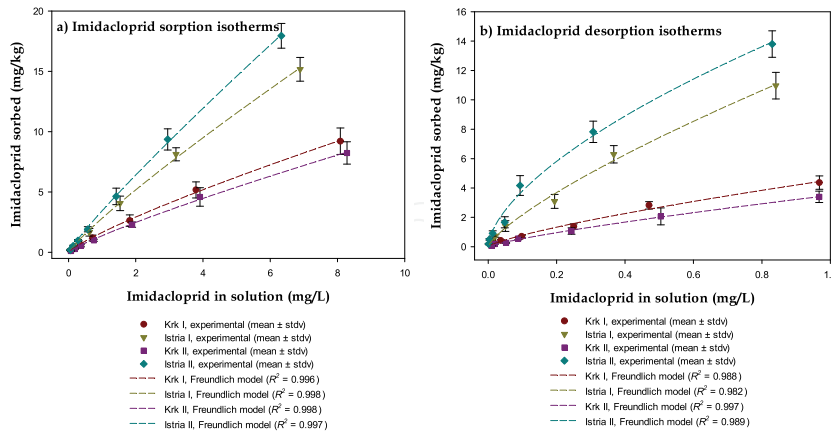 a) Imidacloprid sorption isotherms
Imidacloprid sorbed (mg/kg)
20
15
10
5
0
0
2
4
6
8
10
Imidacloprid in solution (mg/L)
Krk I, experimental (mean ± stdv)
Istria I, experimental (mean ± stdv)
Krk II, experimental (mean ± stdv)
Istria II, experimental (mean ± stdv)
Krk I, Freundlich model (R² = 0.996)
Istria I, Freundlich model (R² = 0.998)
Krk II, Freundlich model (R² = 0.998)
Istria II, Freundlich model (R² = 0.997)
b) Imidacloprid desorption isotherms
Imidacloprid sorbed (mg/kg)
16
14
12
10
8
6
4
2
0
0.0
0.2
0.4
0.6
0.8
1.
Imidacloprid in solution (mg/L)
Krk I, experimental (mean ± stdv)
Istria I, experimental (mean ± stdv)
Krk II, experimental (mean ± stdv)
Istria II, experimental (mean ± stdv)
Krk I, Freundlich model (R² = 0.988)
Istria I, Freundlich model (R² = 0.982)
Krk II, Freundlich model (R² = 0.997)
Istria II, Freundlich model (R² = 0.989)